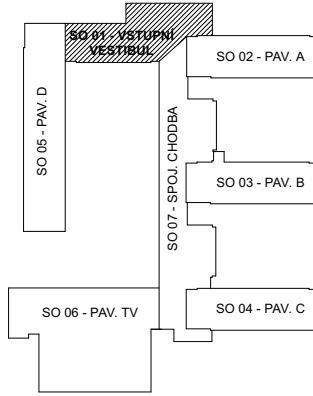 SO 01 - VSTUPNÍ
VESTIBUL
SO 02 - PAV. A
SO 05 - PAV. D
SO 07 - SPOJ. CHODBA
SO 03 - PAV. B
SO 06 - PAV. TV
SO 04 - PAV. C